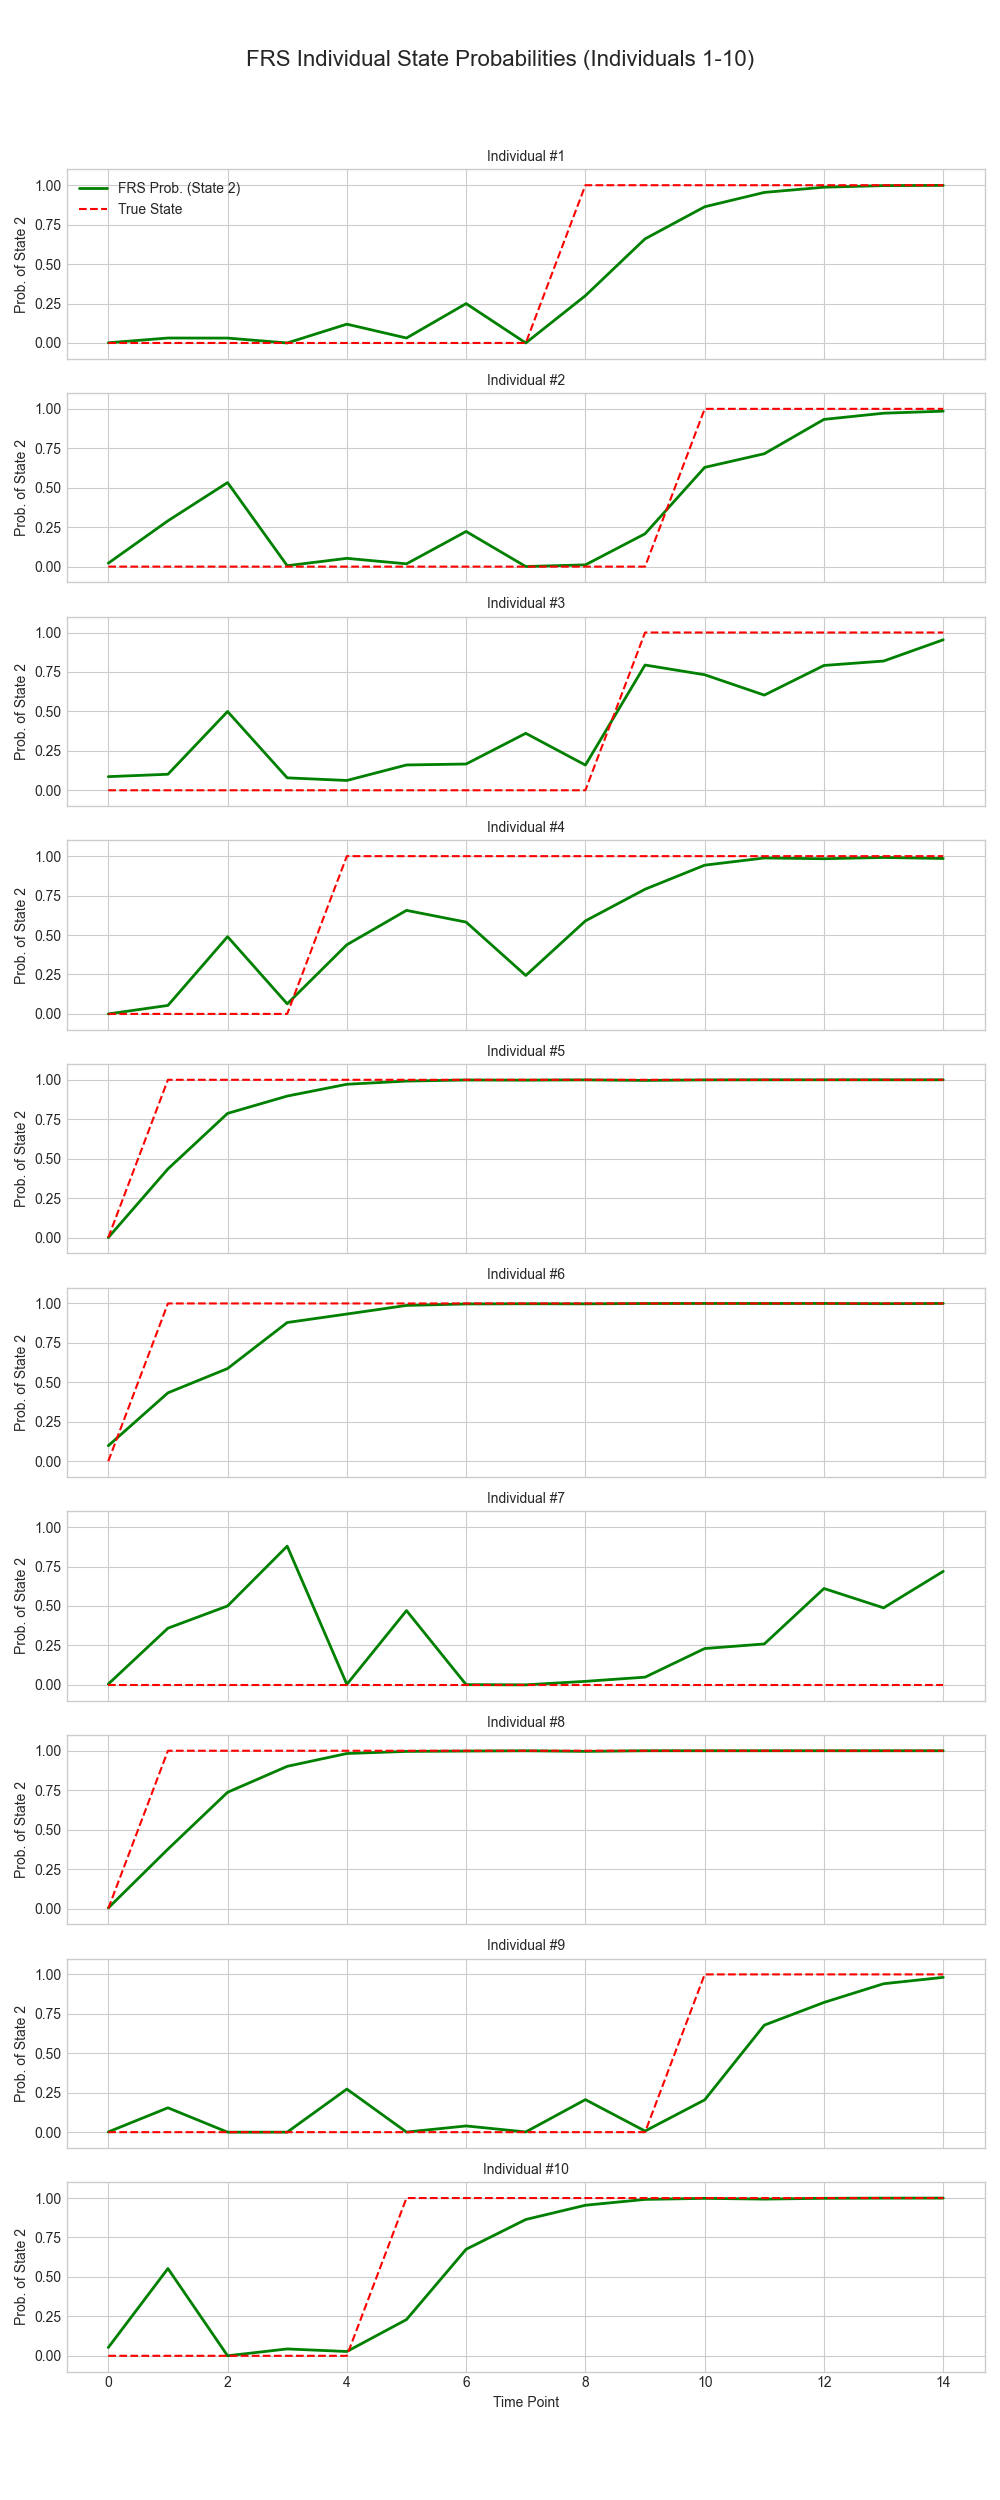 FRS Individual State Probabilities (Individuals 1-10)
Individual #1
1.00
0.75
0.50
0.25
0.00
Prob. of State 2
FRS Prob. (State 2)
True State
Individual #2
1.00
0.75
0.50
0.25
0.00
Prob. of State 2
Individual #3
1.00
0.75
0.50
0.25
0.00
Prob. of State 2
Individual #4
1.00
0.75
0.50
0.25
0.00
Prob. of State 2
Individual #5
1.00
0.75
0.50
0.25
0.00
Prob. of State 2
Individual #6
1.00
0.75
0.50
0.25
0.00
Prob. of State 2
Individual #7
1.00
0.75
0.50
0.25
0.00
Prob. of State 2
Individual #8
1.00
0.75
0.50
0.25
0.00
Prob. of State 2
Individual #9
1.00
0.75
0.50
0.25
0.00
Prob. of State 2
Individual #10
1.00
0.75
0.50
0.25
0.00
Prob. of State 2
0 2 4 6 8 10 12 14
Time Point